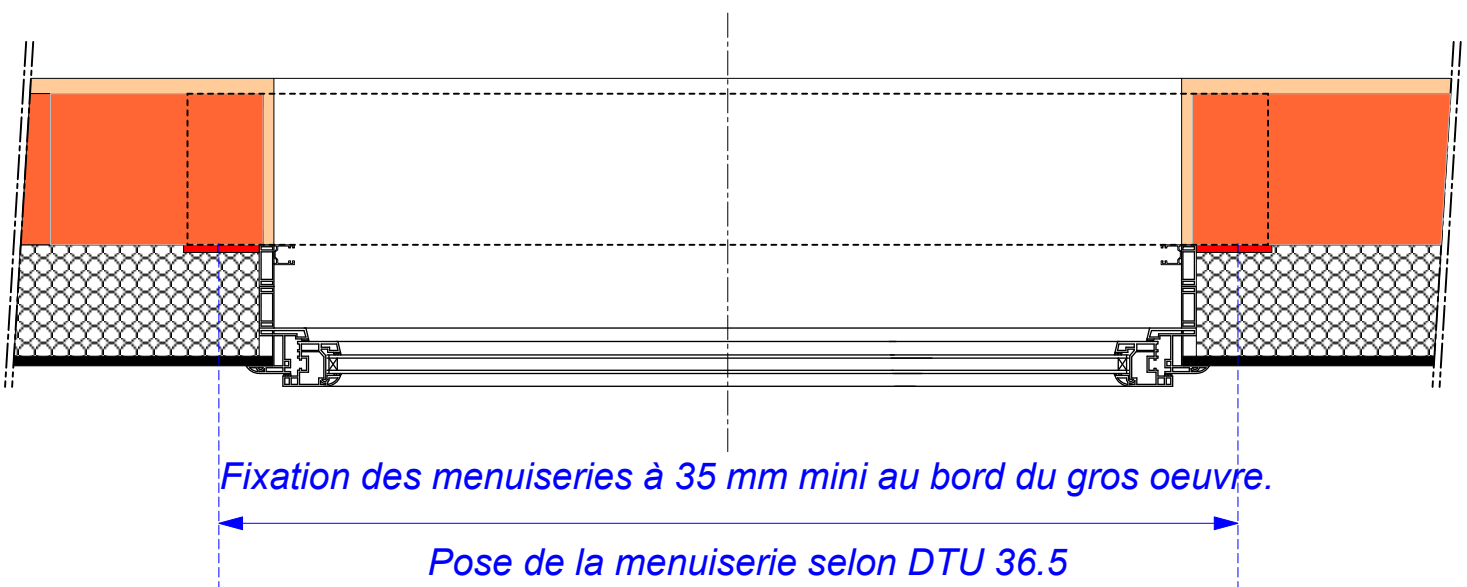 Fixation des menuiseries à 35 mm mini au bord du gros oeuvre.
Pose de la menuiserie selon DTU 36.5